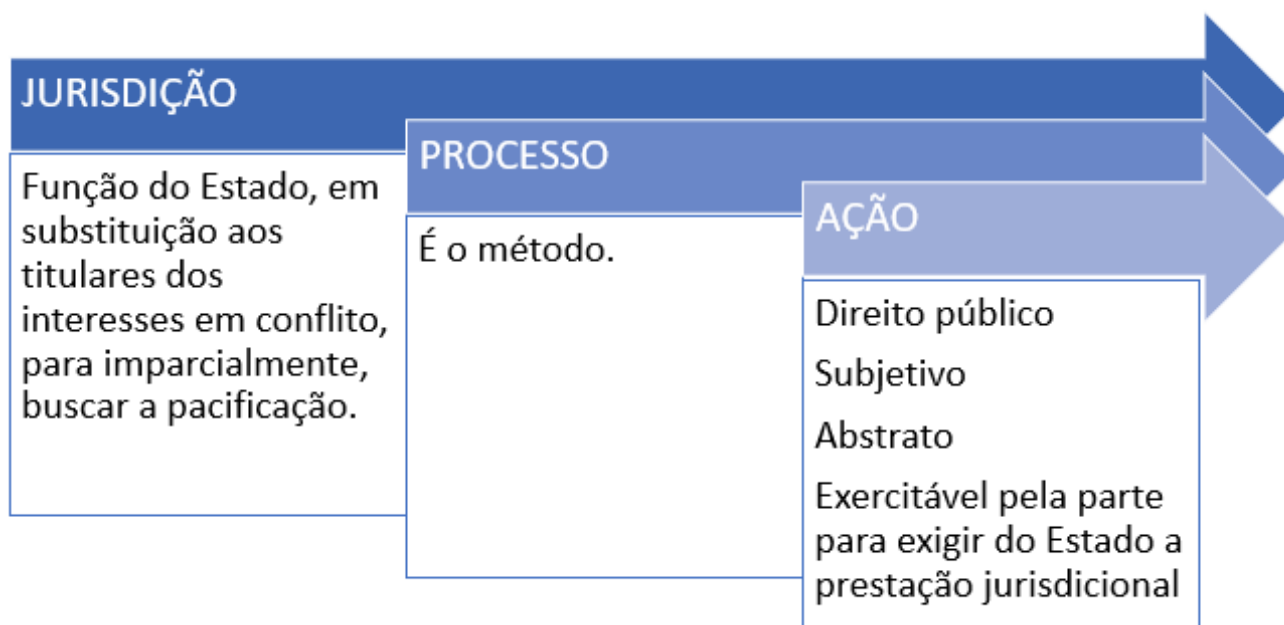 JURISDIÇÃO
Função do Estado, em
substituição aos
titulares dos
interesses em conflito,
para imparcialmente,
buscar a pacificação.
PROCESSO
É o método.
AÇÃO
Direito público
Subjetivo
Abstrato
Exercitável pela parte
para exigir do Estado a
prestação jurisdicional